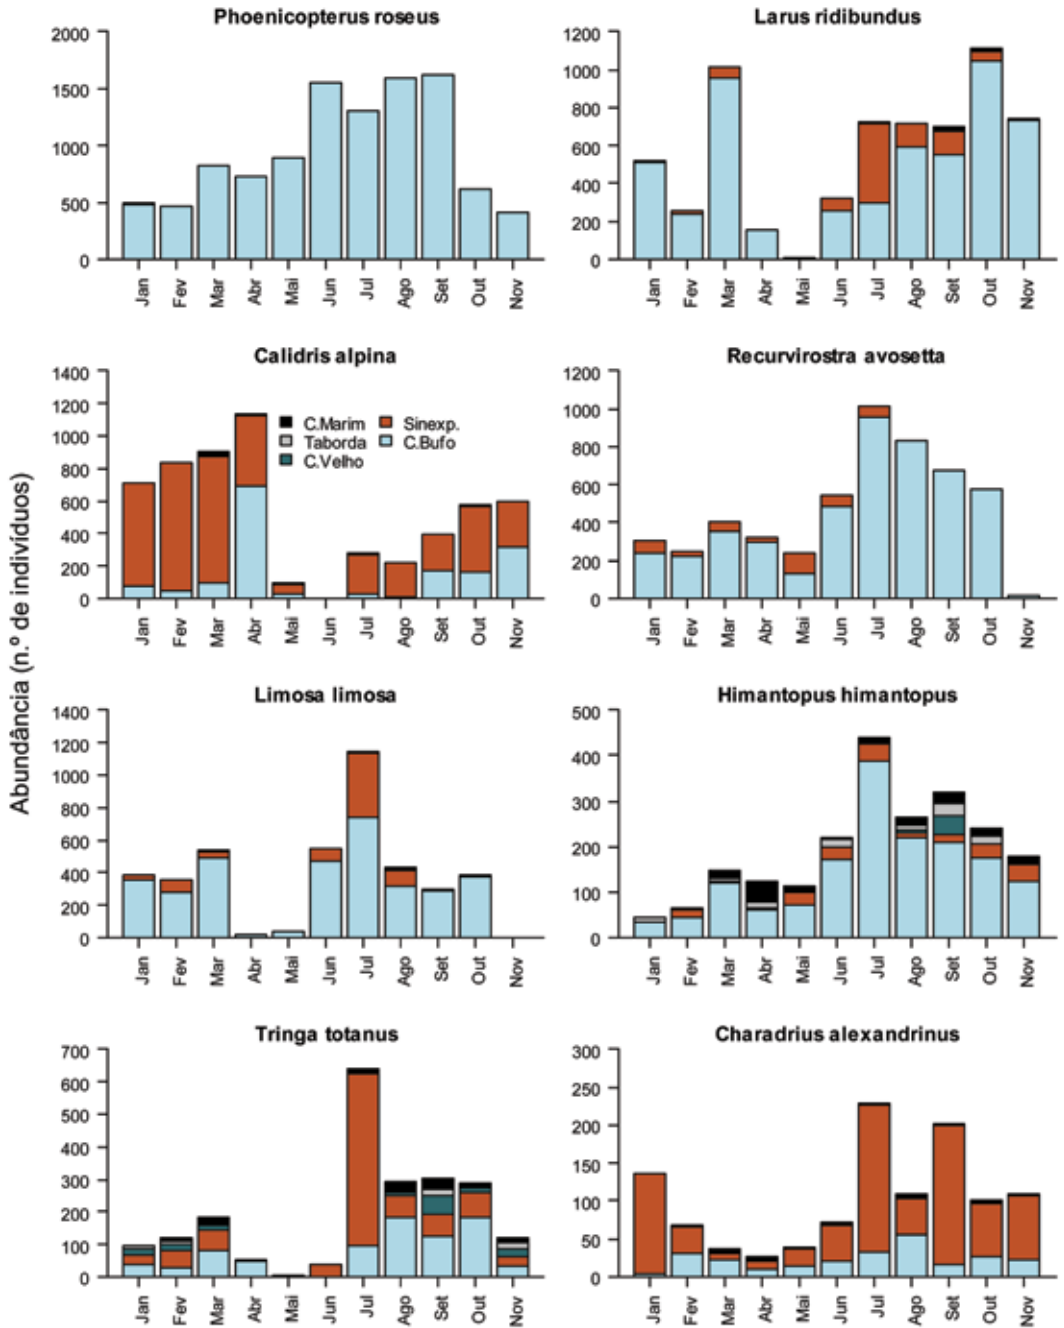 Phoenicopterus roseus
2000
1500
1000
500
0
Jan Fev Mar Abr Mai Jun Jul Ago Set Out Nov
Larus ridibundus
1200
1000
800
600
400
200
0
Jan Fev Mar Abr Mai Jun Jul Ago Set Out Nov
Calidris alpina
1400
1200
1000
800
600
400
200
0
C.Marim Sinexp.
Taborda C.Bufo
C.Velho
Jan Fev Mar Abr Mai Jun Jul Ago Set Out Nov
Recurvirostra avosetta
1200
1000
800
600
400
200
0
Jan Fev Mar Abr Mai Jun Jul Ago Set Out Nov
Abundância (n.º de indivíduos)
Limosa limosa
1400
1200
1000
800
600
400
200
0
Jan Fev Mar Abr Mai Jun Jul Ago Set Out Nov
Himantopus himantopus
500
400
300
200
100
0
Jan Fev Mar Abr Mai Jun Jul Ago Set Out Nov
Tringa totanus
700
600
500
400
300
200
100
0
Jan Fev Mar Abr Mai Jun Jul Ago Set Out Nov
Charadrius alexandrinus
300
250
200
150
100
50
0
Jan Fev Mar Abr Mai Jun Jul Ago Set Out Nov